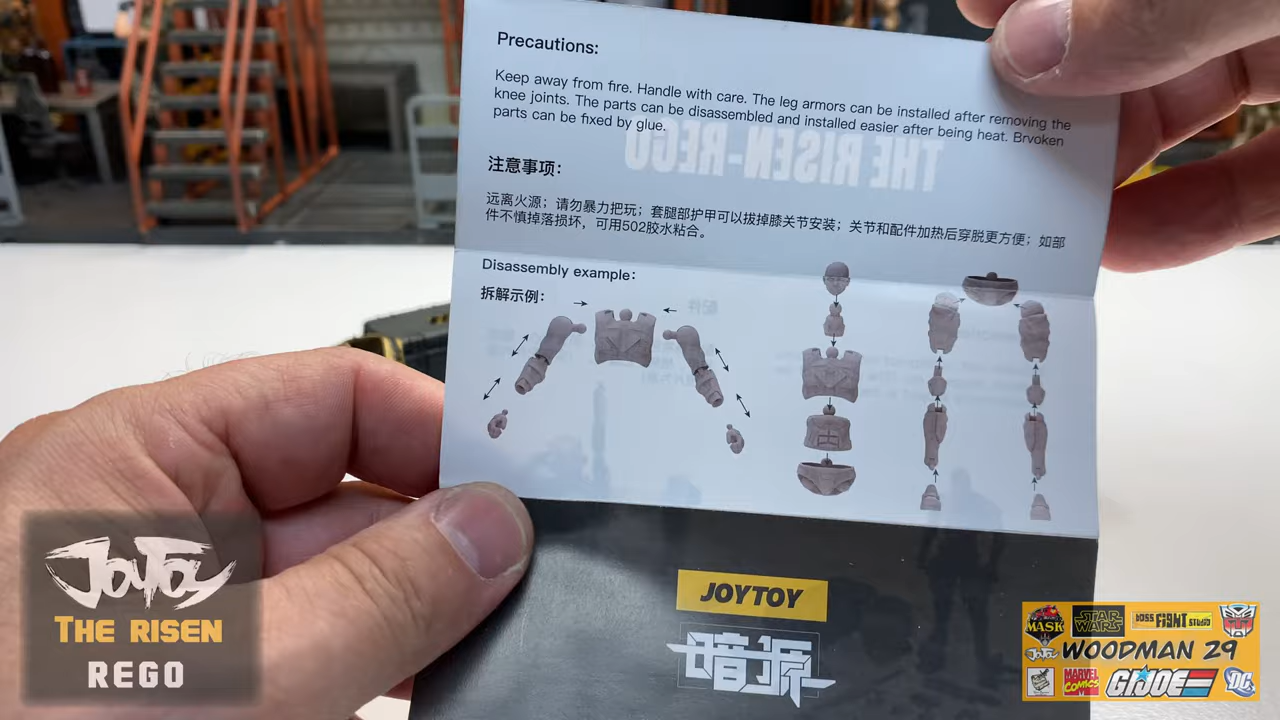 Precautions:
Keep away from fire. Handle with care. The leg armors can be installed after removing the
knee joints. The parts can be disassembled and installed easier after being heat. Brvoken
parts can be fixed by glue.
THE RISEN-REGO
注意事项：
远离火源；请勿暴力把玩；套腿部护甲可以拔掉膝关节安装；关节和配件加热后穿脱更方便；如部
件不慎掉落损坏，可用502胶水粘合。
Disassembly example:
拆解示例：
配件
JOYTOY
暗源
JOYTOY
THE RISEN
REGO
MASK
STAR WARS
BOSS FIGHT STUDIO
JOYTOY
WOODMAN 29
MARVEL COMICS
GIJOE
DC